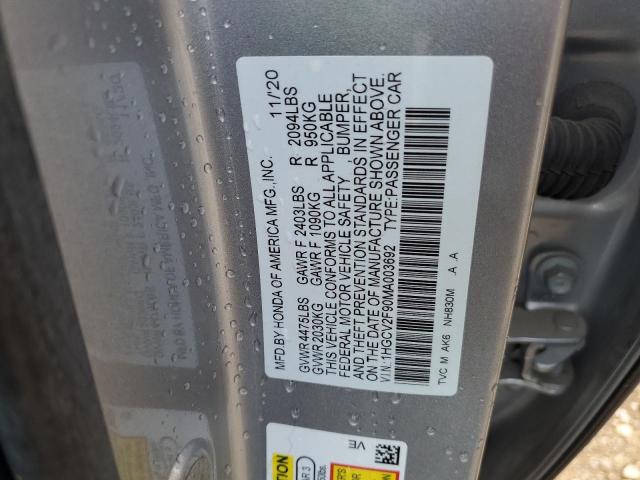 MFD.BY HONDA OF AMERICA MFG.,INC. 11/20
GVWR 4475LBS GAWR F 2403LBS R 2094LBS
GVWR 2030KG GAWR F 1090KG R 950KG
THIS VEHICLE CONFORMS TO ALL APPLICABLE
FEDERAL MOTOR VEHICLE SAFETY, BUMPER,
AND THEFT PREVENTION STANDARDS IN EFFECT
ON THE DATE OF MANUFACTURE SHOWN ABOVE.
V.I.N.:1HGCV2F90MA003692 TYPE:PASSENGER CAR
TVC M AK6 NH830M A A